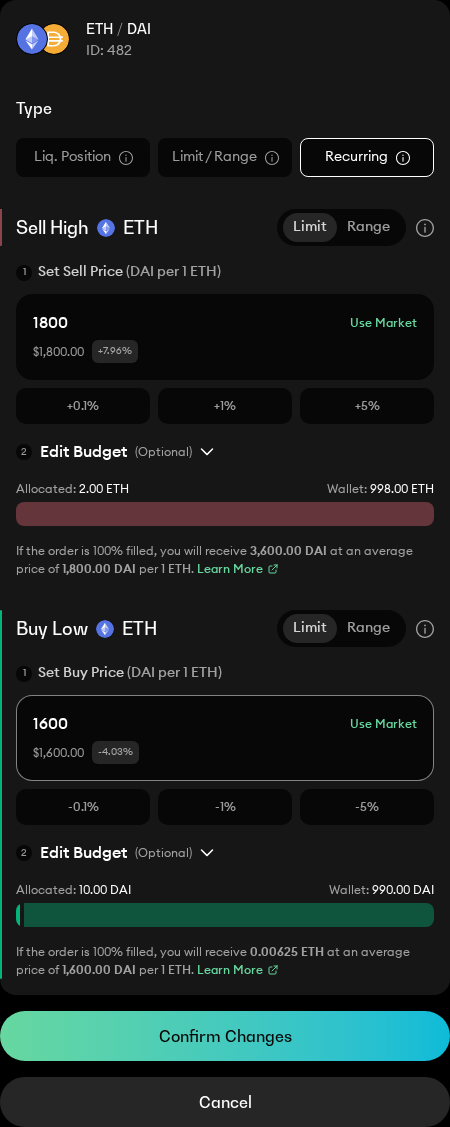 ETH / DAI
ID: 482
Type
Liq. Position
Limit / Range
Recurring
Sell High ETH
Limit Range
1 Set Sell Price (DAI per 1 ETH)
1800
Use Market
$1,800.00 +7.96%
+0.1%
+1%
+5%
2 Edit Budget (Optional)
Allocated: 2.00 ETH
Wallet: 998.00 ETH
If the order is 100% filled, you will receive 3,600.00 DAI at an average
price of 1,800.00 DAI per 1 ETH. Learn More
Buy Low ETH
Limit Range
1 Set Buy Price (DAI per 1 ETH)
1600
Use Market
$1,600.00 -4.03%
-0.1%
-1%
-5%
2 Edit Budget (Optional)
Allocated: 10.00 DAI
Wallet: 990.00 DAI
If the order is 100% filled, you will receive 0.00625 ETH at an average
price of 1,600.00 DAI per 1 ETH. Learn More
Confirm Changes
Cancel